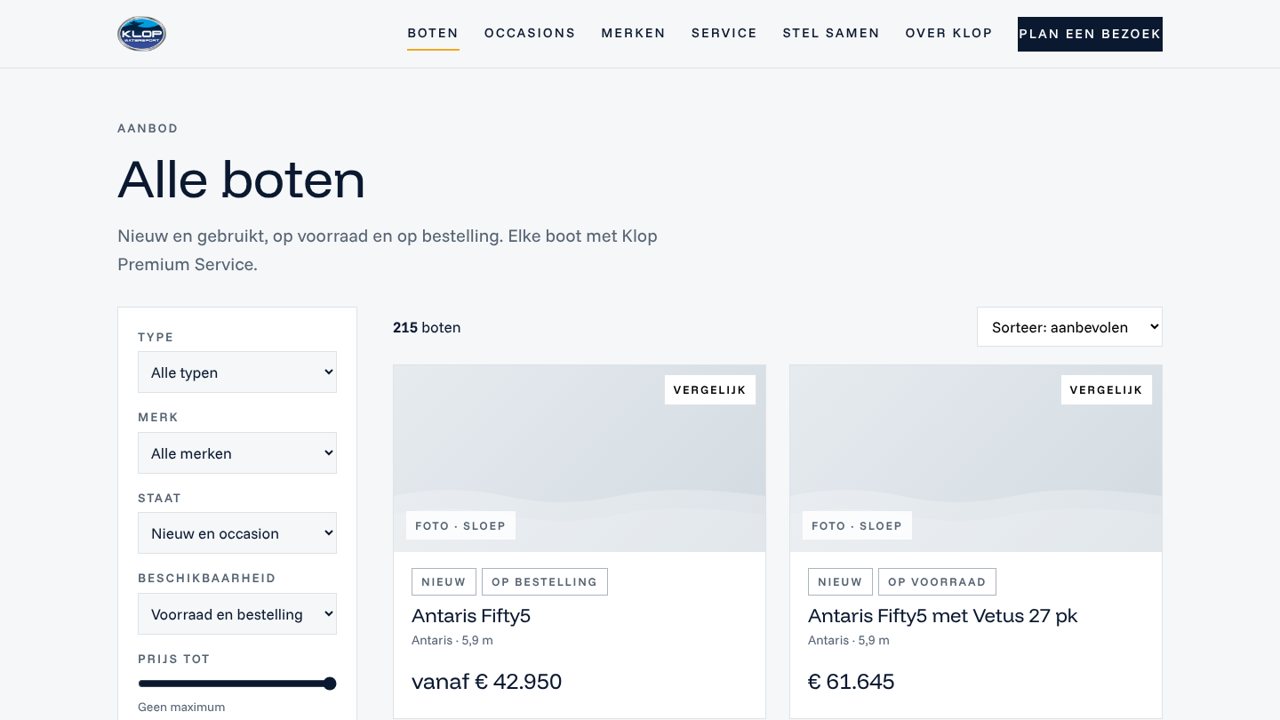 KLOP
WATERSPORT
BOTEN
OCCASIONS
MERKEN
SERVICE
STEL SAMEN
OVER KLOP
PLAN EEN BEZOEK
AANBOD
Alle boten
Nieuw en gebruikt, op voorraad en op bestelling. Elke boot met Klop
Premium Service.
TYPE
Alle typen
MERK
Alle merken
STAAT
Nieuw en occasion
BESCHIKBAARHEID
Voorraad en bestelling
PRIJS TOT
Geen maximum
215 boten
Sorteer: aanbevolen
VERGELIJK
FOTO · SLOEP
NIEUW
OP BESTELLING
Antaris Fifty5
Antaris · 5,9 m
vanaf € 42.950
VERGELIJK
FOTO · SLOEP
NIEUW
OP VOORRAAD
Antaris Fifty5 met Vetus 27 pk
Antaris · 5,9 m
€ 61.645